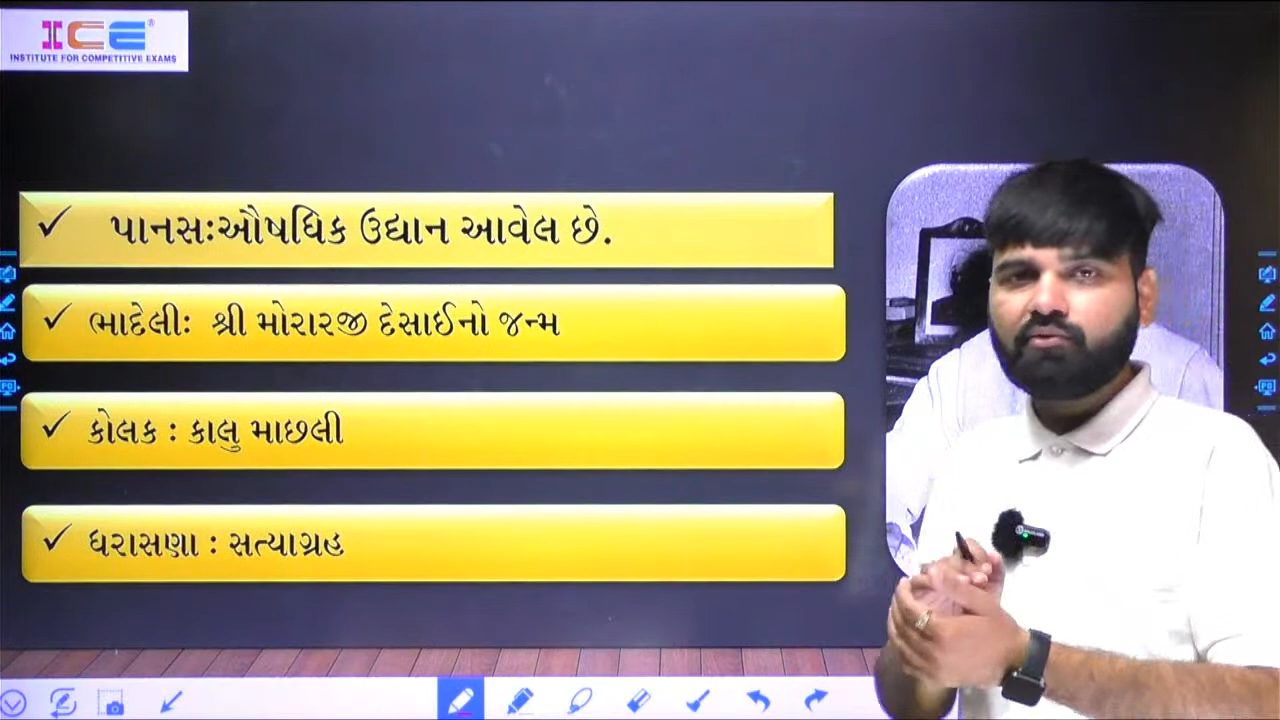 ICE®
INSTITUTE FOR COMPETITIVE EXAMS
✓ પાનસ:ઔષધિક ઉદ્યાન આવેલ છે.
✓ ભાદેલી: શ્રી મોરારજી દેસાઈનો જન્મ
✓ કોલક : કાલુ માછલી
✓ ધરાસણા : સત્યાગ્રહ